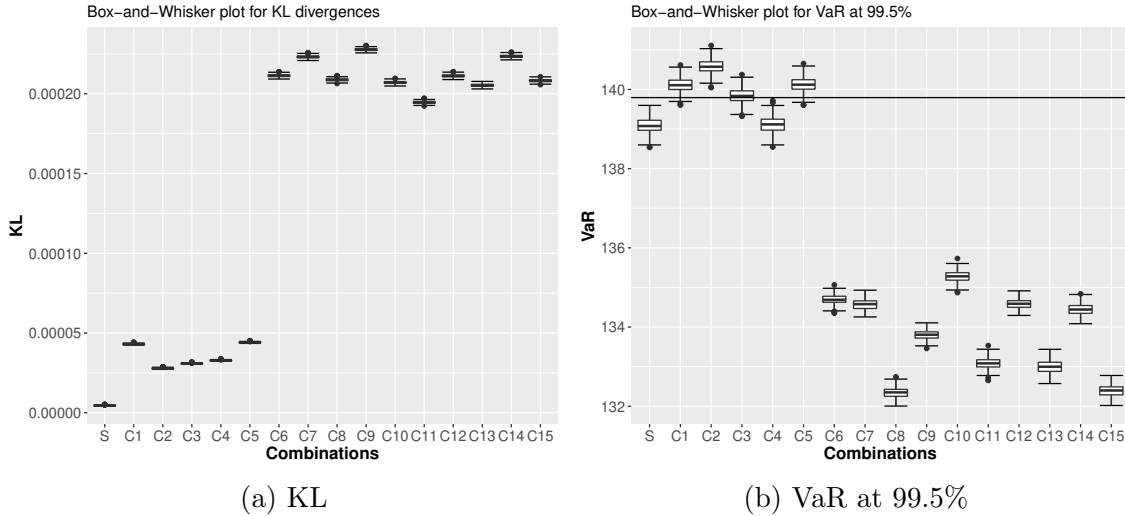 Box−and−Whisker plot for KL divergences
KL
0.00020
0.00015
0.00010
0.00005
0.00000
S C1 C2 C3 C4 C5 C6 C7 C8 C9 C10 C11 C12 C13 C14 C15
Combinations
(a) KL
Box−and−Whisker plot for VaR at 99.5%
VaR
140
138
136
134
132
S C1 C2 C3 C4 C5 C6 C7 C8 C9 C10 C11 C12 C13 C14 C15
Combinations
(b) VaR at 99.5%